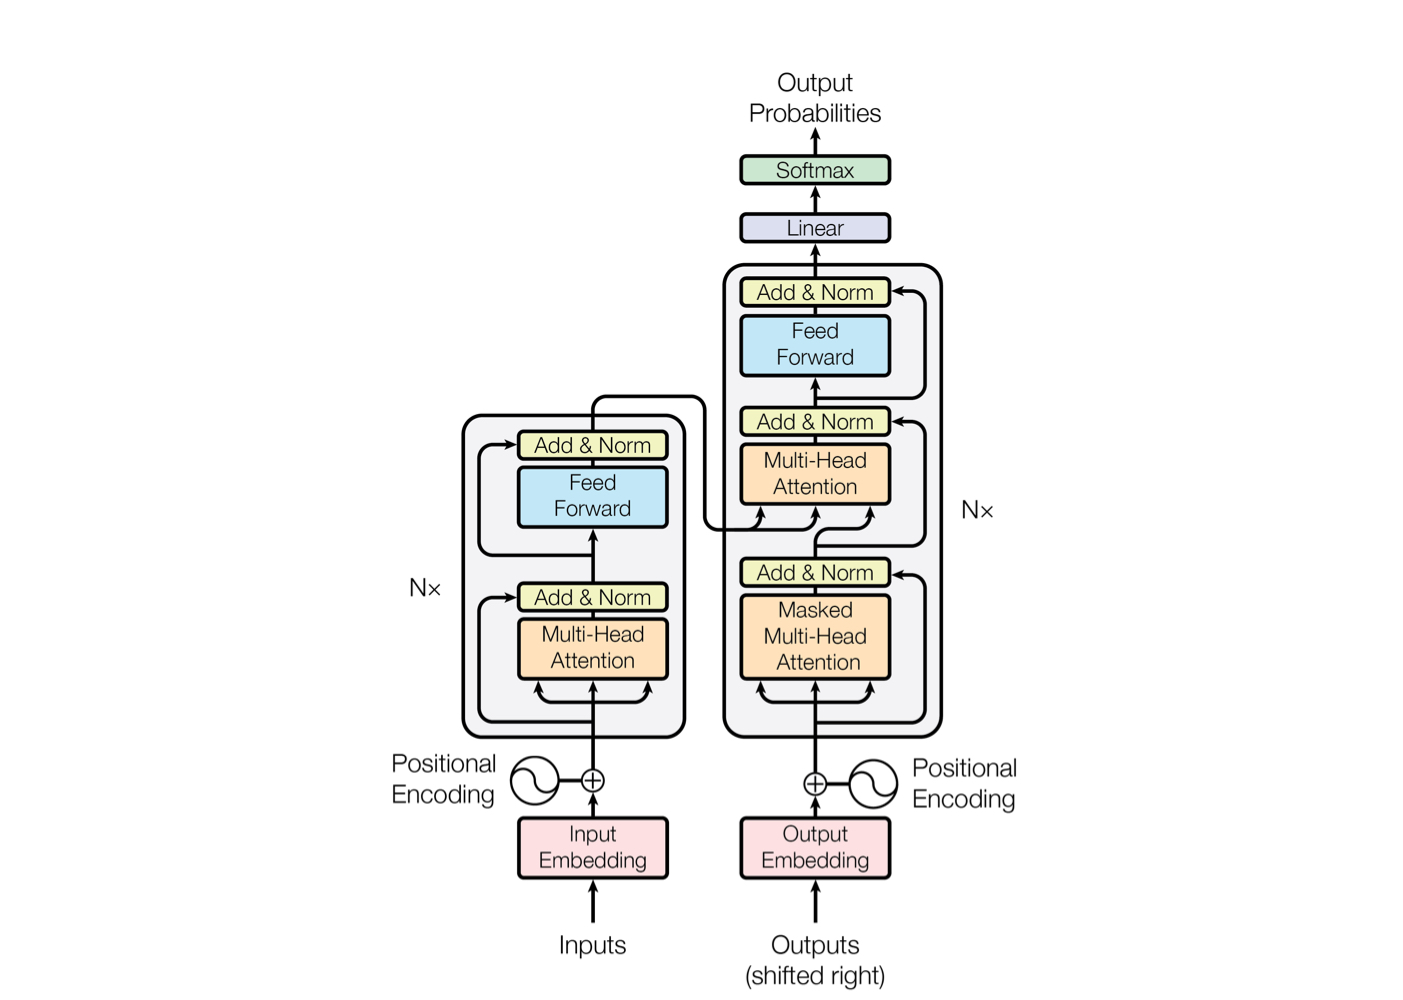 Output
Probabilities
Softmax
Linear
Add & Norm
Feed
Forward
Add & Norm
Multi-Head
Attention
Nx
Add & Norm
Masked
Multi-Head
Attention
Positional
Encoding
Output
Embedding
Outputs
(shifted right)
Add & Norm
Feed
Forward
Nx
Add & Norm
Multi-Head
Attention
Positional
Encoding
Input
Embedding
Inputs